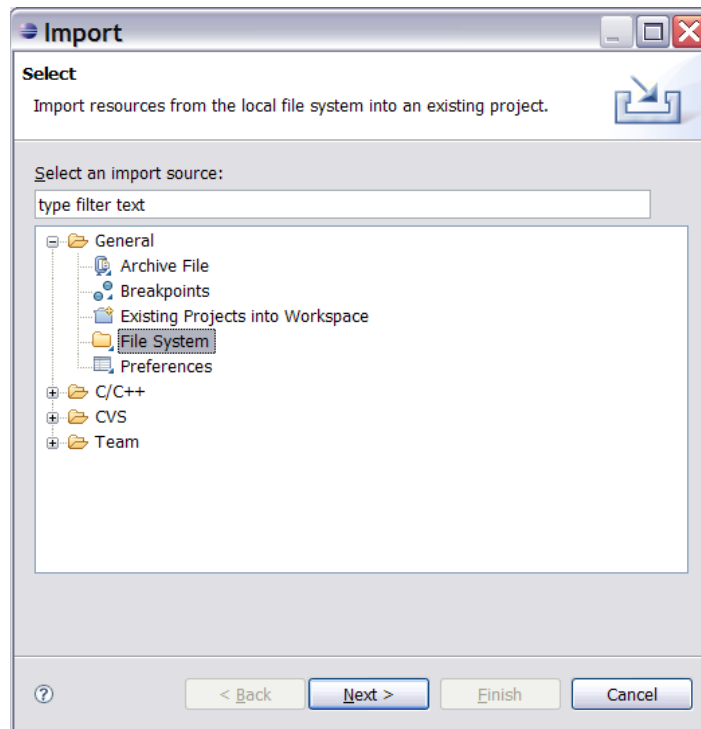 Import
Select
Import resources from the local file system into an existing project.
Select an import source:
type filter text
General
Archive File
Breakpoints
Existing Projects into Workspace
File System
Preferences
C/C++
CVS
Team
? < Back Next > Finish Cancel